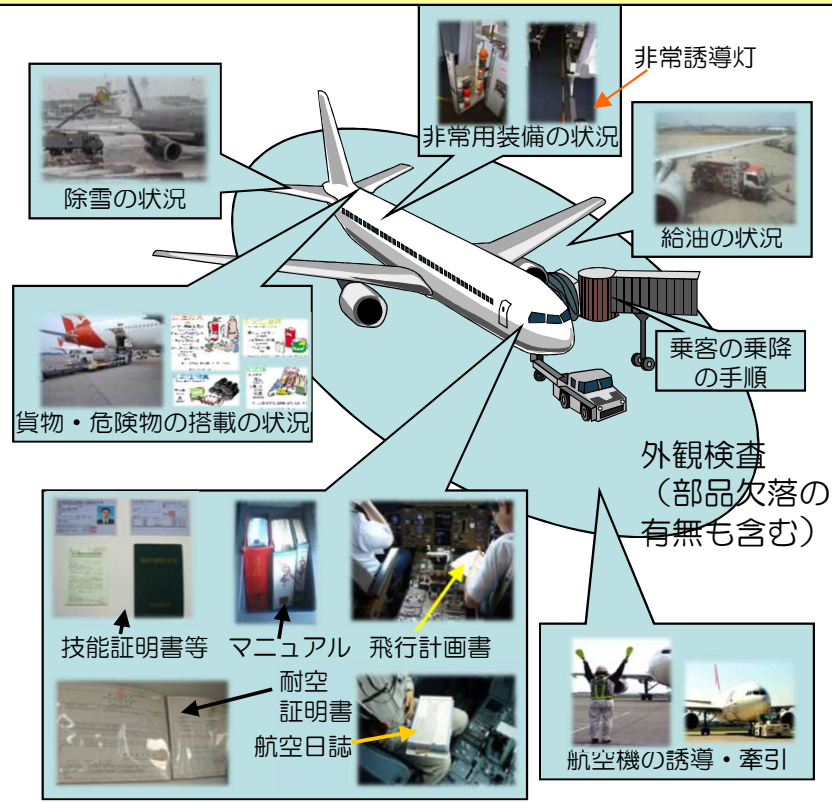 非常誘導灯
非常用装備の状況
除雪の状況
給油の状況
乗客の乗降
の手順
貨物・危険物の搭載の状況
外観検査
（部品欠落の
有無も含む）
技能証明書等
マニュアル
飛行計画書
耐空
証明書
航空日誌
航空機の誘導・牽引